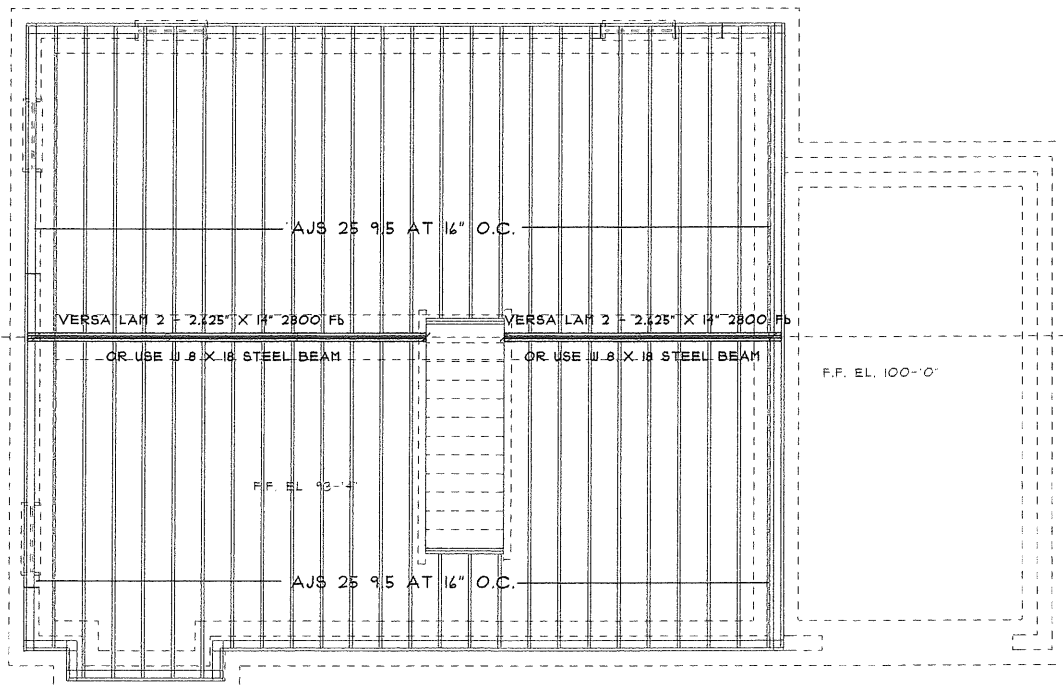 AJS 25 9.5 AT 16" O.C.
VERSA LAM 2 - 2.625" X 14" 2800 Fb
VERSA LAM 2 - 2.625" X 14" 2800 Fb
OR USE W 8 X 18 STEEL BEAM
OR USE W 8 X 18 STEEL BEAM
F.F. EL. 100'-0"
F.F. EL
AJS 25 9.5 AT 16" O.C.